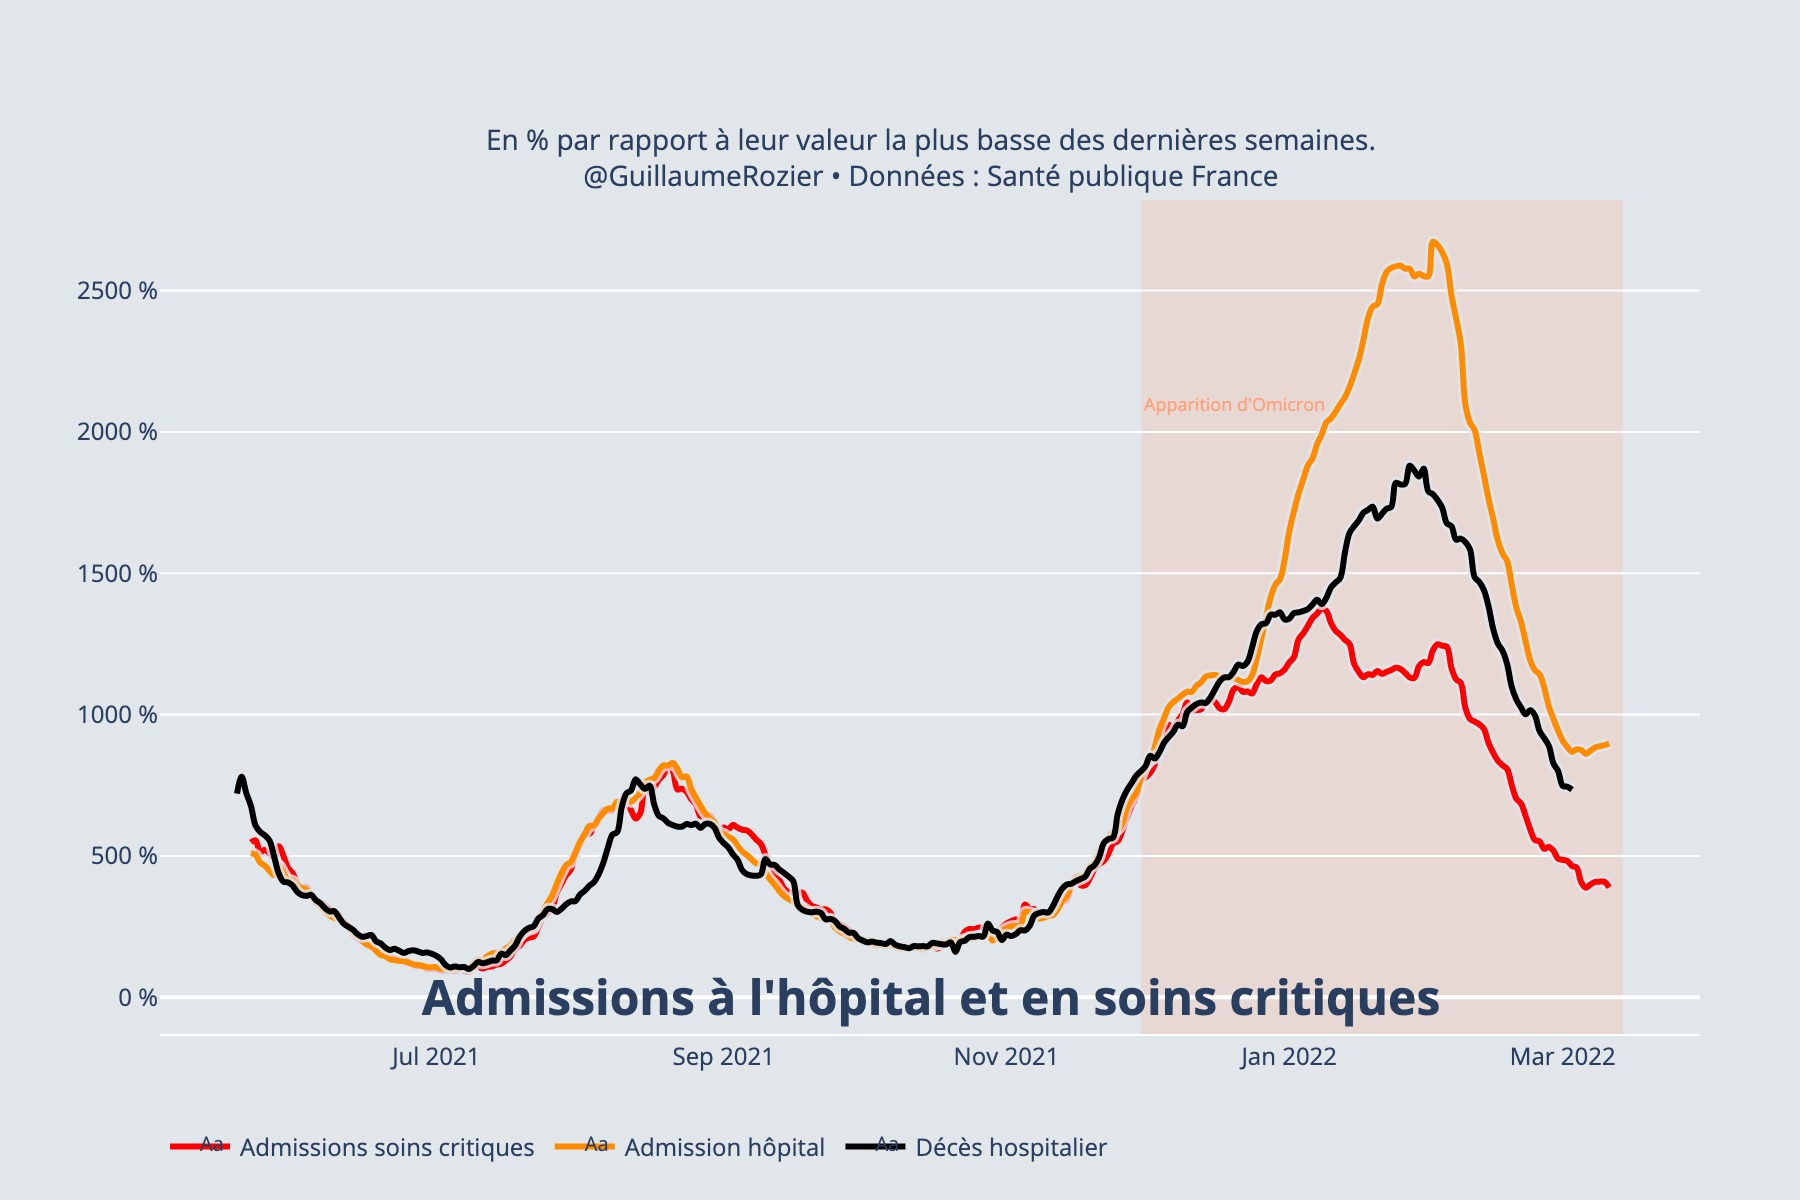 En % par rapport à leur valeur la plus basse des dernières semaines.
@GuillaumeRozier • Données : Santé publique France
2500 %
Apparition d'Omicron
2000 %
1500 %
1000 %
500 %
0 %
Admissions à l'hôpital et en soins critiques
Jul 2021
Sep 2021
Nov 2021
Jan 2022
Mar 2022
Aa Admissions soins critiques
Aa Admission hôpital
Aa Décès hospitalier